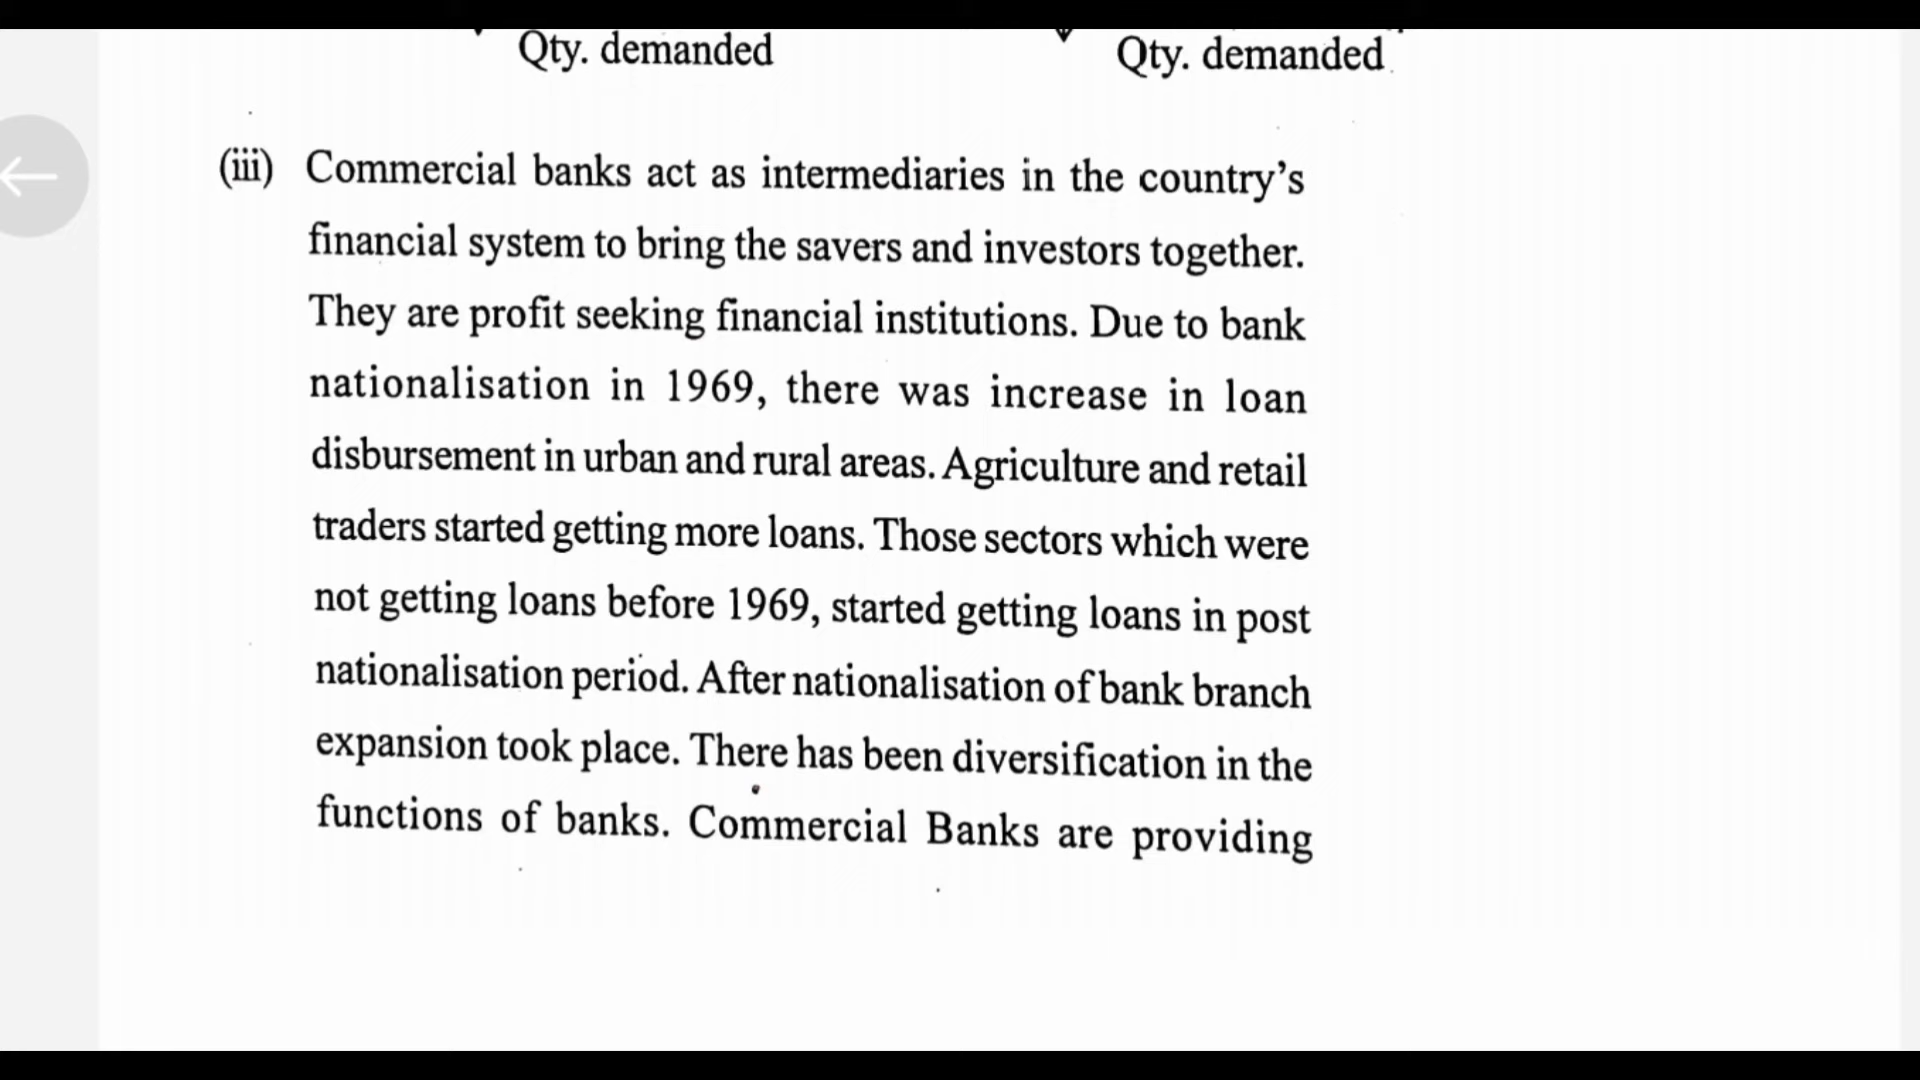 Qty. demanded Qty. demanded
(iii) Commercial banks act as intermediaries in the country's
financial system to bring the savers and investors together.
They are profit seeking financial institutions. Due to bank
nationalisation in 1969, there was increase in loan
disbursement in urban and rural areas. Agriculture and retail
traders started getting more loans. Those sectors which were
not getting loans before 1969, started getting loans in post
nationalisation period. After nationalisation of bank branch
expansion took place. There has been diversification in the
functions of banks. Commercial Banks are providing